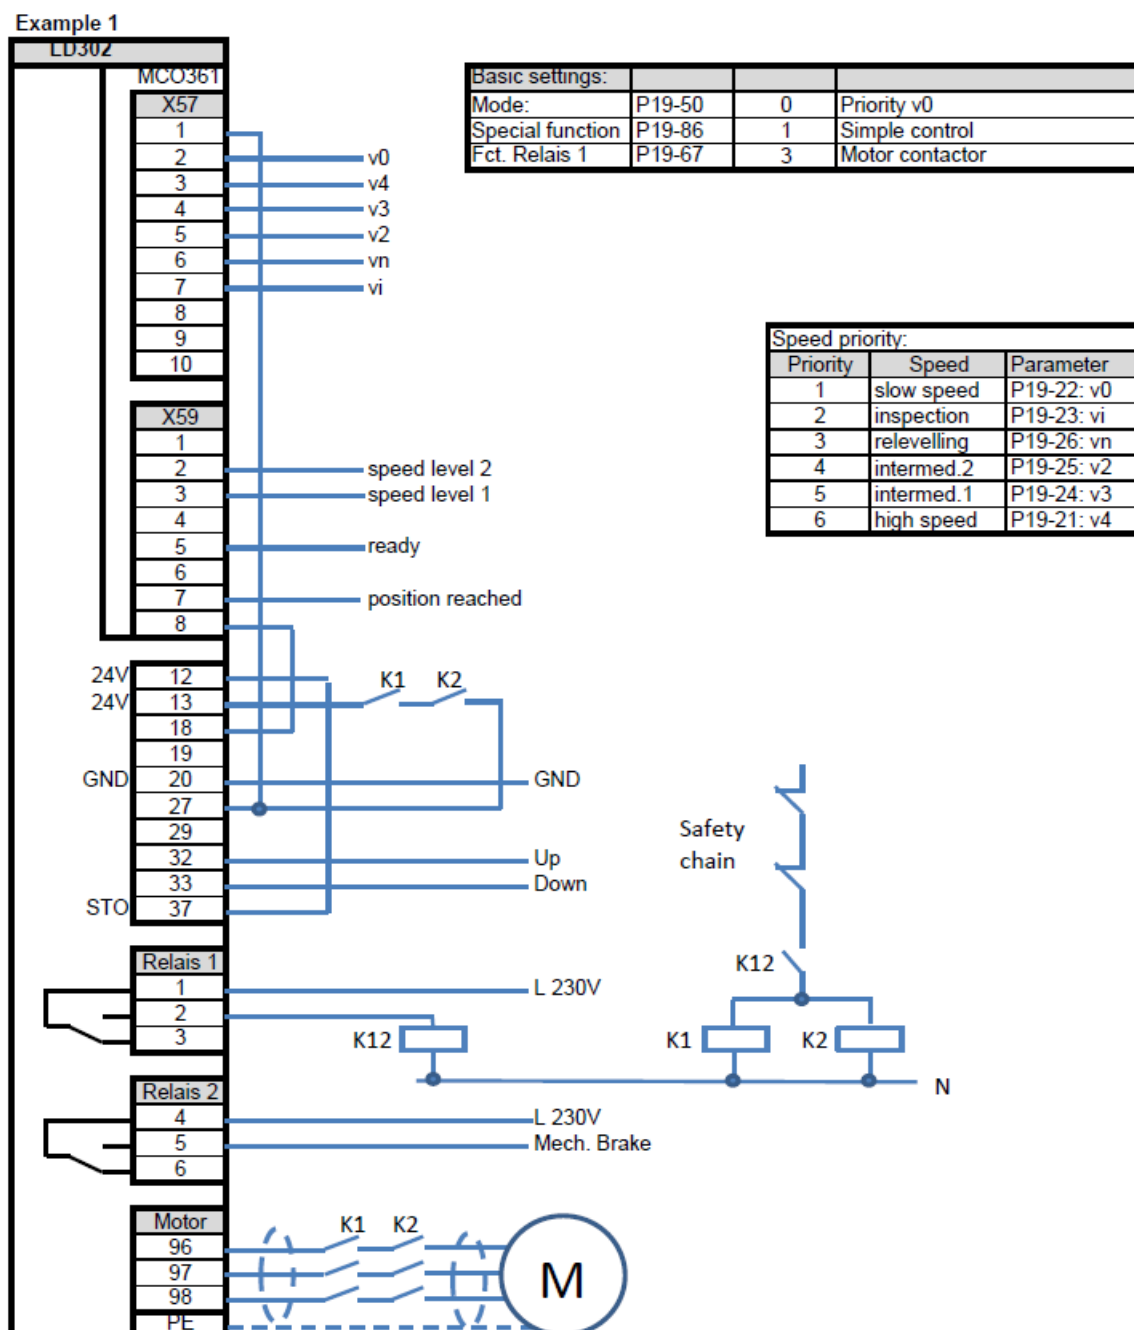 Example 1
LD302
MCO361
Basic settings:
Mode: P19-50 0 Priority v0
Special function P19-86 1 Simple control
Fct. Relais 1 P19-67 3 Motor contactor
X57
1
2 v0
3 v4
4 v3
5 v2
6 vn
7 vi
8
9
10
Speed priority:
Priority Speed Parameter
1 slow speed P19-22: v0
2 inspection P19-23: vi
3 relevelling P19-26: vn
4 intermed.2 P19-25: v2
5 intermed.1 P19-24: v3
6 high speed P19-21: v4
X59
1
2 speed level 2
3 speed level 1
4
5 ready
6
7 position reached
8
24V 12
24V 13 K1 K2
18
19
GND 20 GND
27
29
32 Up
33 Down
STO 37
Safety
chain
K12
K1 K2
N
Relais 1
1 L 230V
2
3 K12
Relais 2
4 L 230V
5 Mech. Brake
6
Motor K1 K2
96
97 M
98
PE